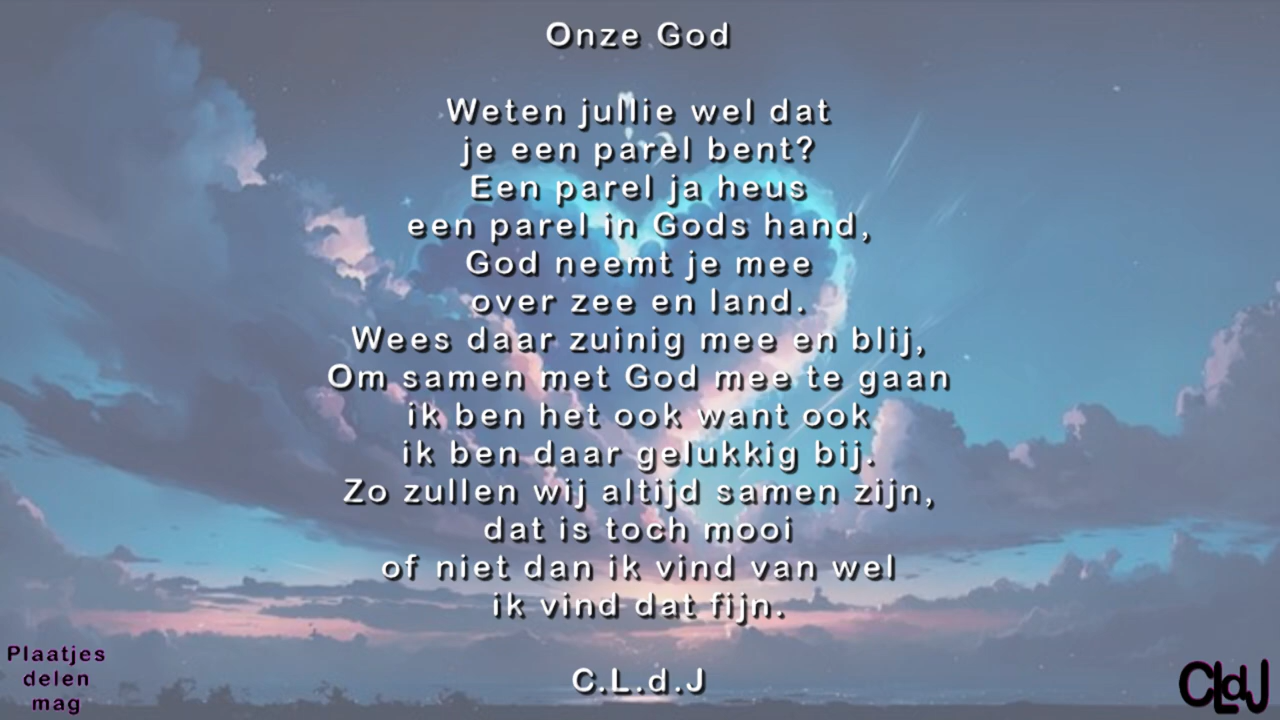 Onze God
Weten jullie wel dat
je een parel bent?
Een parel ja heus
een parel in Gods hand,
God neemt je mee
over zee en land.
Wees daar zuinig mee en blij,
Om samen met God mee te gaan
ik ben het ook want ook
ik ben daar gelukkig bij.
Zo zullen wij altijd samen zijn,
dat is toch mooi
of niet dan ik vind van wel
ik vind dat fijn.
C.L.d.J
Plaatjes
delen
mag
CLdJ